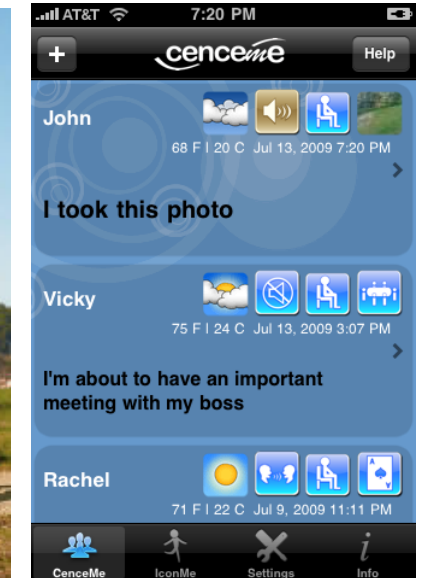 AT&T 7:20 PM
+ cenceme Help
John
68 F | 20 C Jul 13, 2009 7:20 PM
I took this photo
Vicky
75 F | 24 C Jul 13, 2009 3:07 PM
I'm about to have an important
meeting with my boss
Rachel
A
A
71 F | 22 C Jul 9, 2009 11:11 PM
i
CenceMe IconMe Settings Info